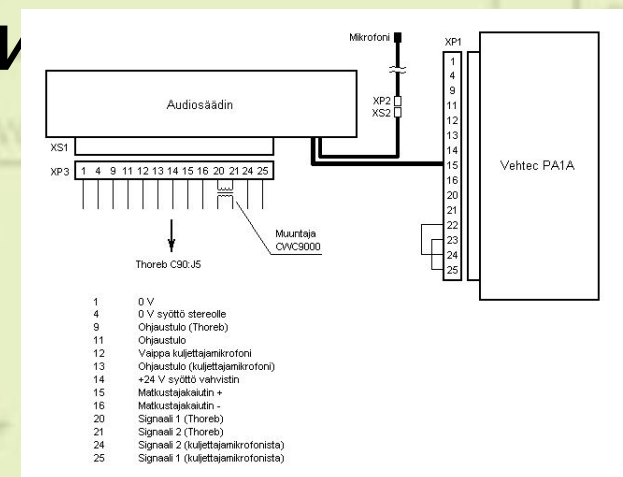 Mikrofoni
XP1
Audiosäädin
XP2
XS2
XS1
XP3 1 4 9 11 12 13 14 15 16 20 21 24 25
1
4
9
11
12
13
14
15
16
20
21
22
23
24
25
Vehtec PA1A
Muuntaja
CWC9000
Thoreb C90:J5
1 0 V
4 0 V syöttö stereolle
9 Ohjaustulo (Thoreb)
11 Ohjaustulo
12 Vaippa kuljettajamikrofoni
13 Ohjaustulo (kuljettajamikrofoni)
14 +24 V syöttö vahvistin
15 Matkustajakaiutin +
16 Matkustajakaiutin -
20 Signaali 1 (Thoreb)
21 Signaali 2 (Thoreb)
24 Signaali 2 (kuljettajamikrofonista)
25 Signaali 1 (kuljettajamikrofonista)